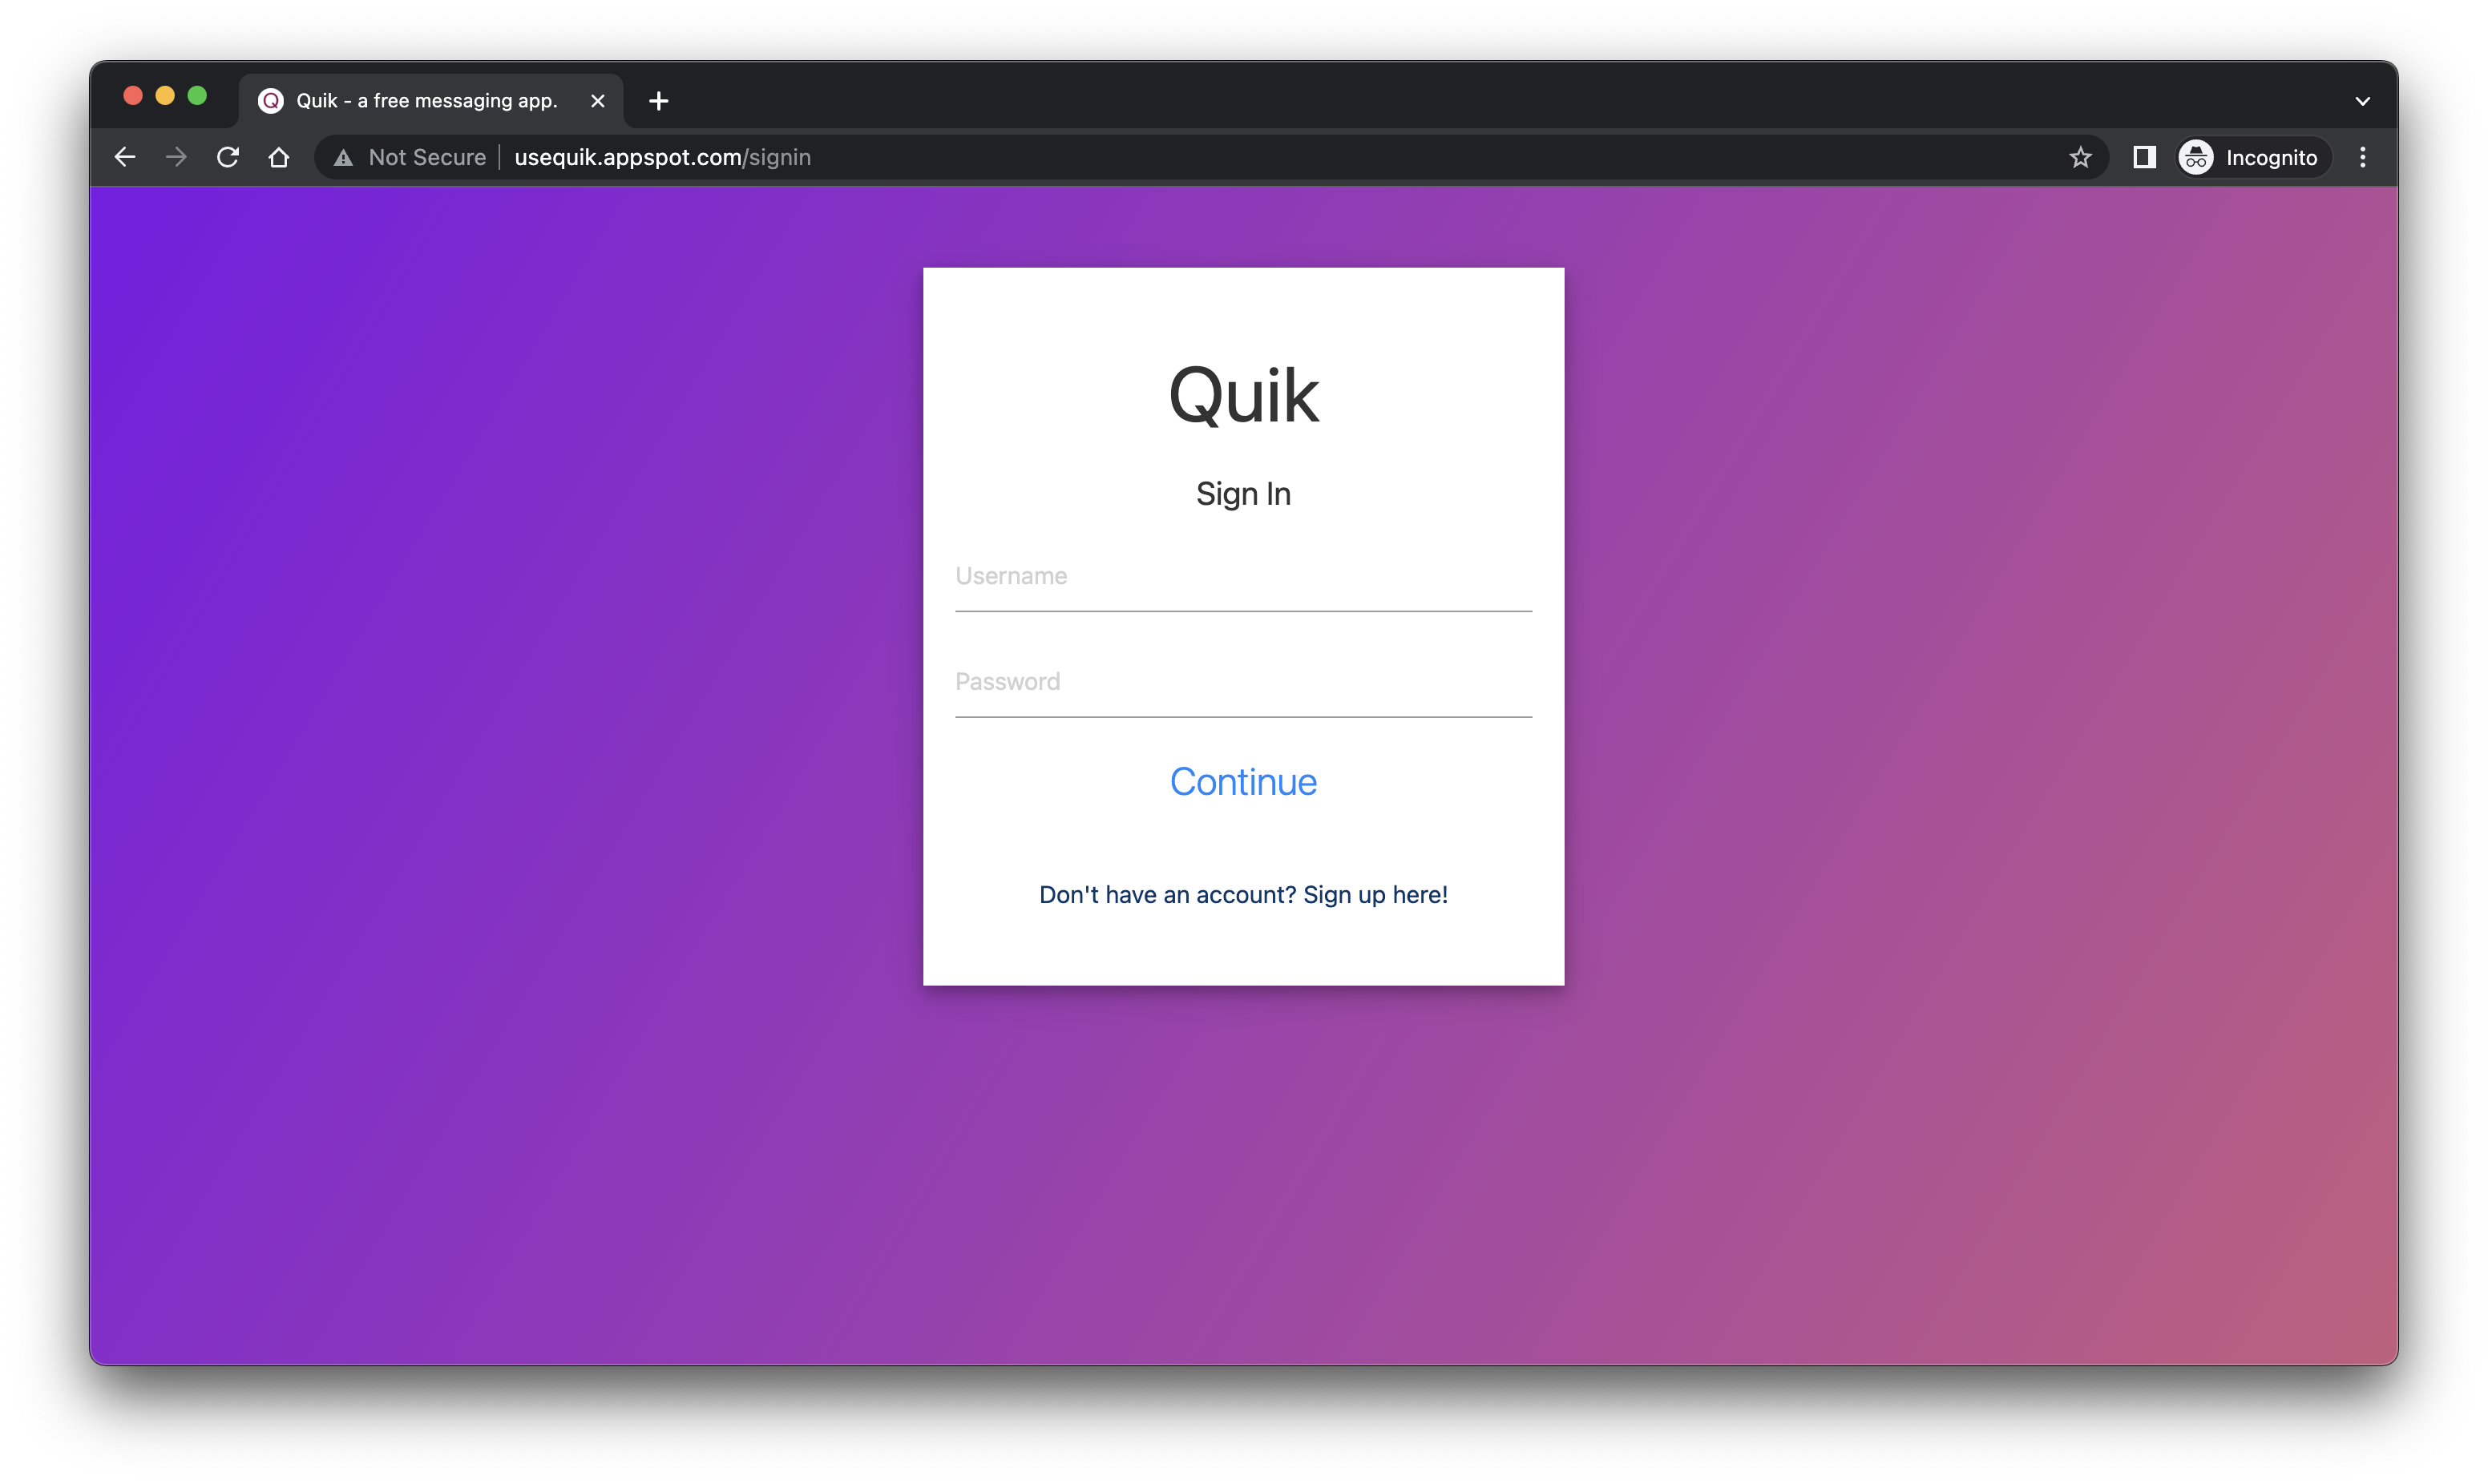 Q Quik - a free messaging app.
Not Secure usequik.appspot.com/signin Incognito
Quik
Sign In
Username
Password
Continue
Don't have an account? Sign up here!